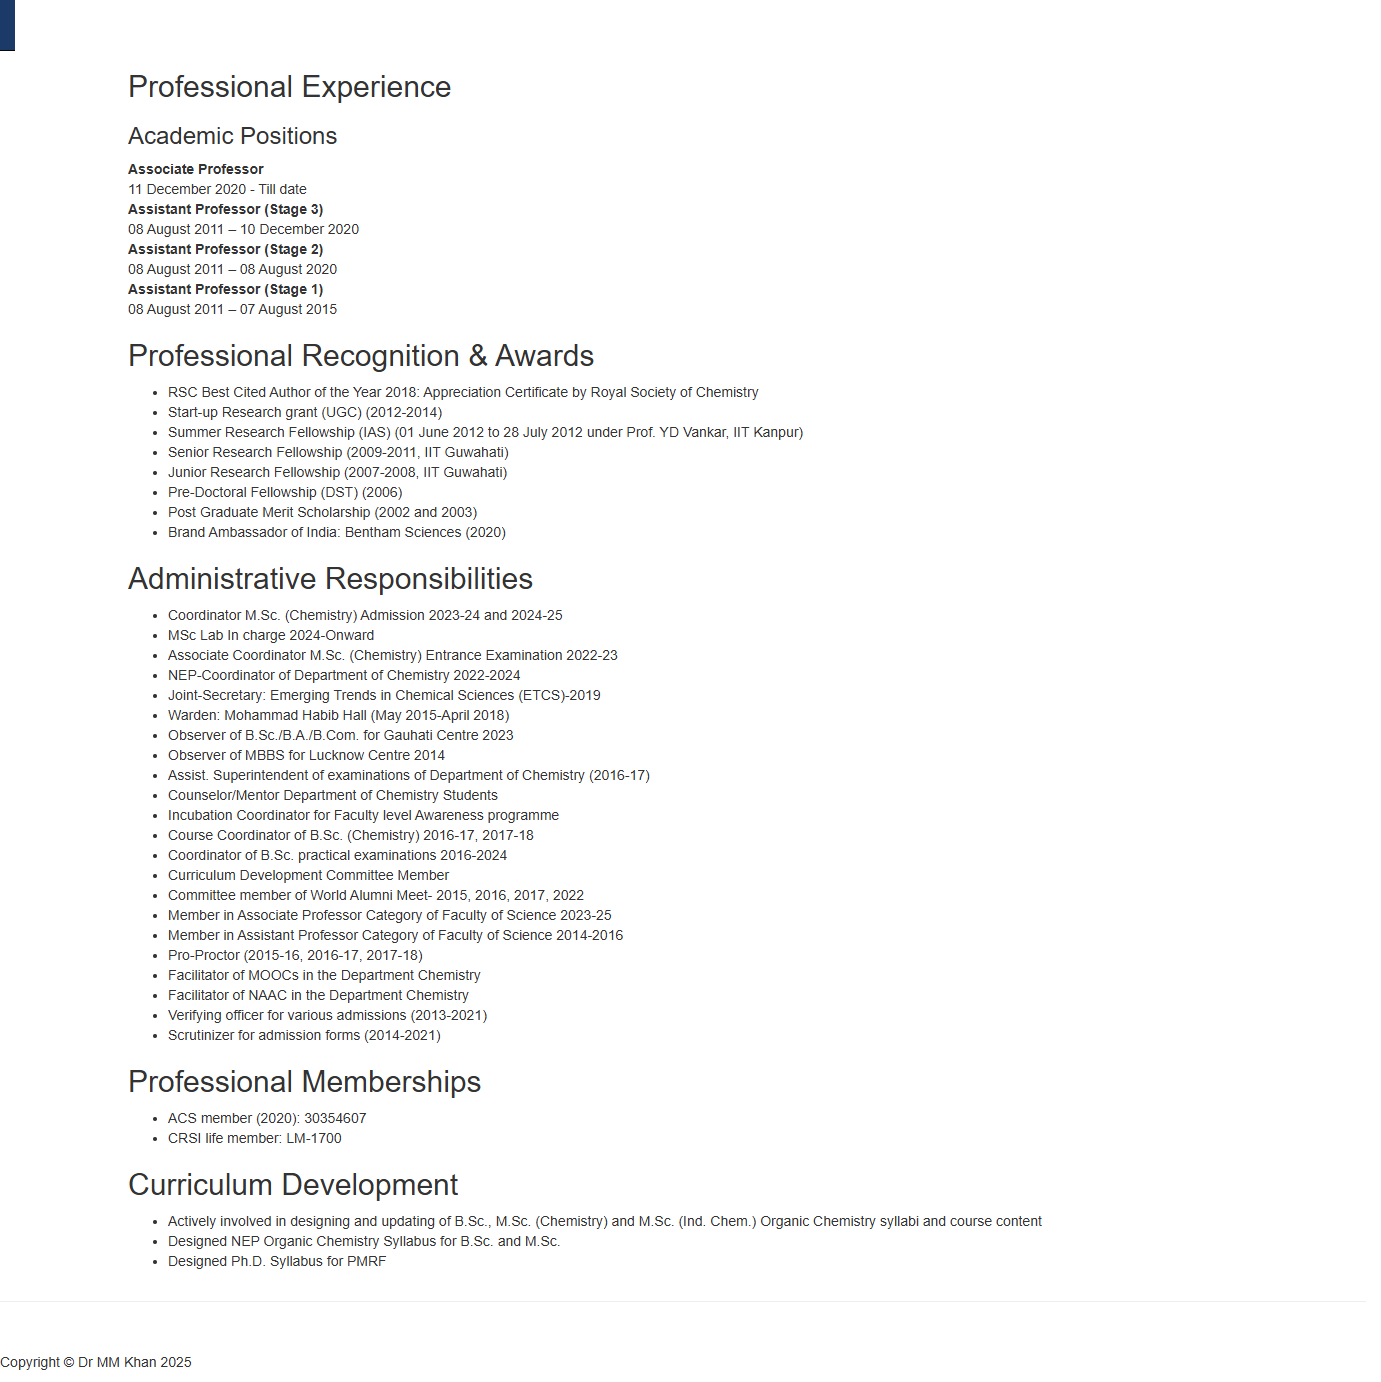 Professional Experience
Academic Positions
Associate Professor
11 December 2020 - Till date
Assistant Professor (Stage 3)
08 August 2011 – 10 December 2020
Assistant Professor (Stage 2)
08 August 2011 – 08 August 2020
Assistant Professor (Stage 1)
08 August 2011 – 07 August 2015
Professional Recognition & Awards
• RSC Best Cited Author of the Year 2018: Appreciation Certificate by Royal Society of Chemistry
• Start-up Research grant (UGC) (2012-2014)
• Summer Research Fellowship (IAS) (01 June 2012 to 28 July 2012 under Prof. YD Vankar, IIT Kanpur)
• Senior Research Fellowship (2009-2011, IIT Guwahati)
• Junior Research Fellowship (2007-2008, IIT Guwahati)
• Pre-Doctoral Fellowship (DST) (2006)
• Post Graduate Merit Scholarship (2002 and 2003)
• Brand Ambassador of India: Bentham Sciences (2020)
Administrative Responsibilities
• Coordinator M.Sc. (Chemistry) Admission 2023-24 and 2024-25
• MSc Lab In charge 2024-Onward
• Associate Coordinator M.Sc. (Chemistry) Entrance Examination 2022-23
• NEP-Coordinator of Department of Chemistry 2022-2024
• Joint-Secretary: Emerging Trends in Chemical Sciences (ETCS)-2019
• Warden: Mohammad Habib Hall (May 2015-April 2018)
• Observer of B.Sc./B.A./B.Com. for Gauhati Centre 2023
• Observer of MBBS for Lucknow Centre 2014
• Assist. Superintendent of examinations of Department of Chemistry (2016-17)
• Counselor/Mentor Department of Chemistry Students
• Incubation Coordinator for Faculty level Awareness programme
• Course Coordinator of B.Sc. (Chemistry) 2016-17, 2017-18
• Coordinator of B.Sc. practical examinations 2016-2024
• Curriculum Development Committee Member
• Committee member of World Alumni Meet- 2015, 2016, 2017, 2022
• Member in Associate Professor Category of Faculty of Science 2023-25
• Member in Assistant Professor Category of Faculty of Science 2014-2016
• Pro-Proctor (2015-16, 2016-17, 2017-18)
• Facilitator of MOOCs in the Department Chemistry
• Facilitator of NAAC in the Department Chemistry
• Verifying officer for various admissions (2013-2021)
• Scrutinizer for admission forms (2014-2021)
Professional Memberships
• ACS member (2020): 30354607
• CRSI life member: LM-1700
Curriculum Development
• Actively involved in designing and updating of B.Sc., M.Sc. (Chemistry) and M.Sc. (Ind. Chem.) Organic Chemistry syllabi and course content
• Designed NEP Organic Chemistry Syllabus for B.Sc. and M.Sc.
• Designed Ph.D. Syllabus for PMRF
Copyright © Dr MM Khan 2025